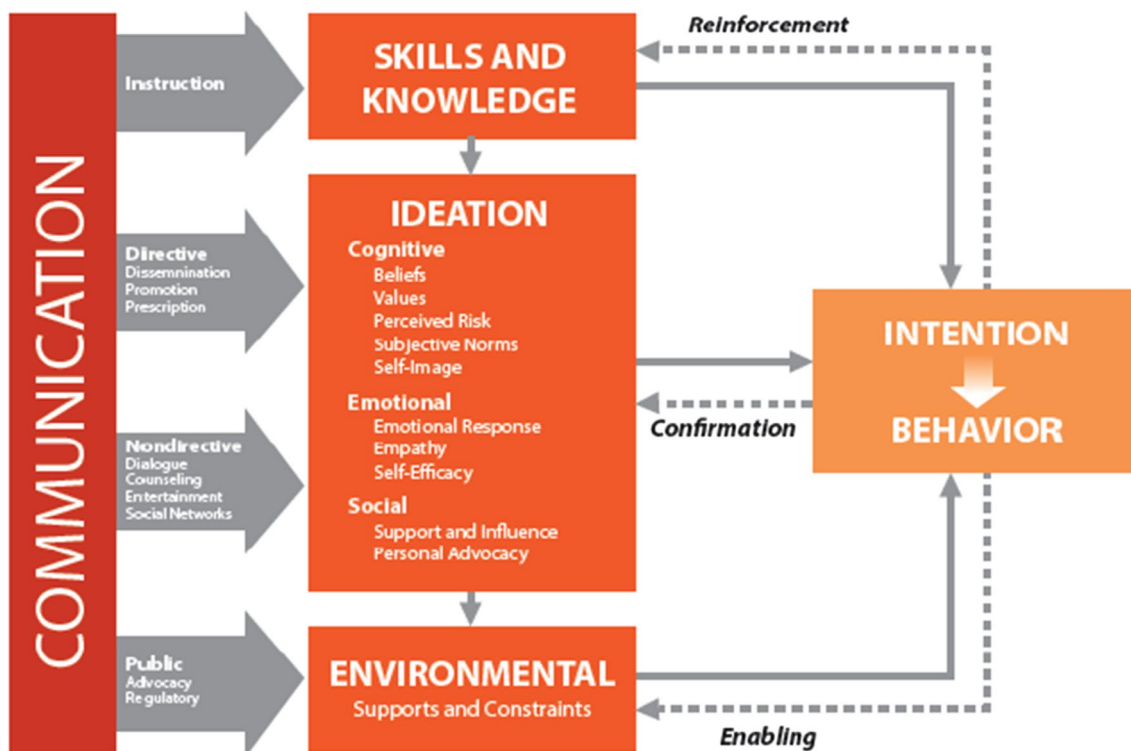 COMMUNICATION
Instruction
Directive
Dissemnination
Promotion
Prescription
Nondirective
Dialogue
Counseling
Entertainment
Social Networks
Public
Advocacy
Regulatory
SKILLS AND
KNOWLEDGE
IDEATION
Cognitive
Beliefs
Values
Perceived Risk
Subjective Norms
Self-Image
Emotional
Emotional Response
Empathy
Self-Efficacy
Social
Support and Influence
Personal Advocacy
ENVIRONMENTAL
Supports and Constraints
Reinforcement
Confirmation
Enabling
INTENTION
BEHAVIOR